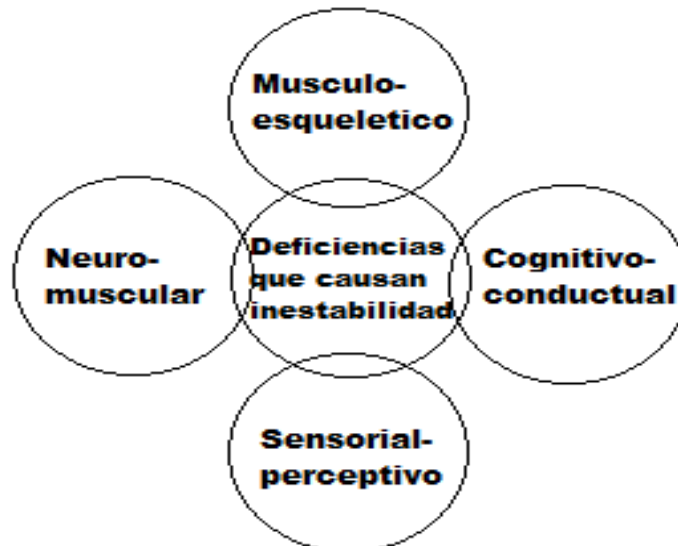 Musculo-
esqueletico
Neuro-
muscular
Deficiencias
que causan
inestabilidad
Cognitivo-
conductual
Sensorial-
perceptivo